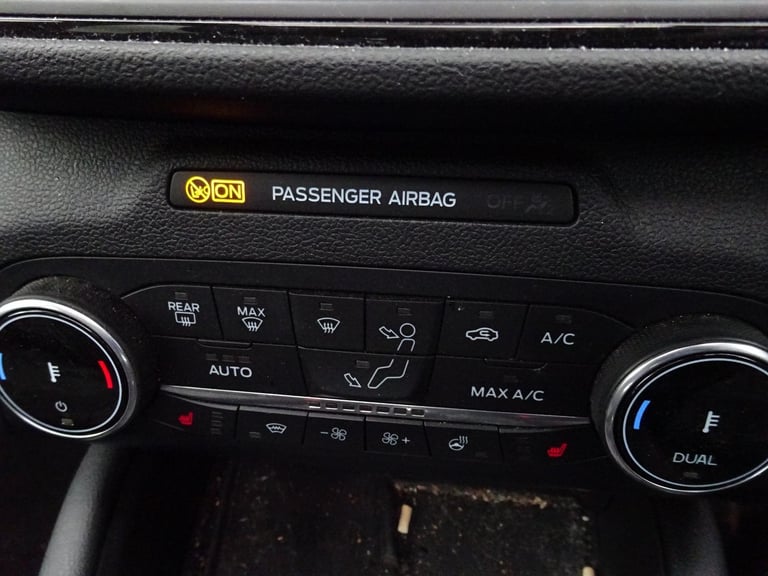 ON PASSENGER AIRBAG OFF
REAR MAX A/C
AUTO MAX A/C
DUAL